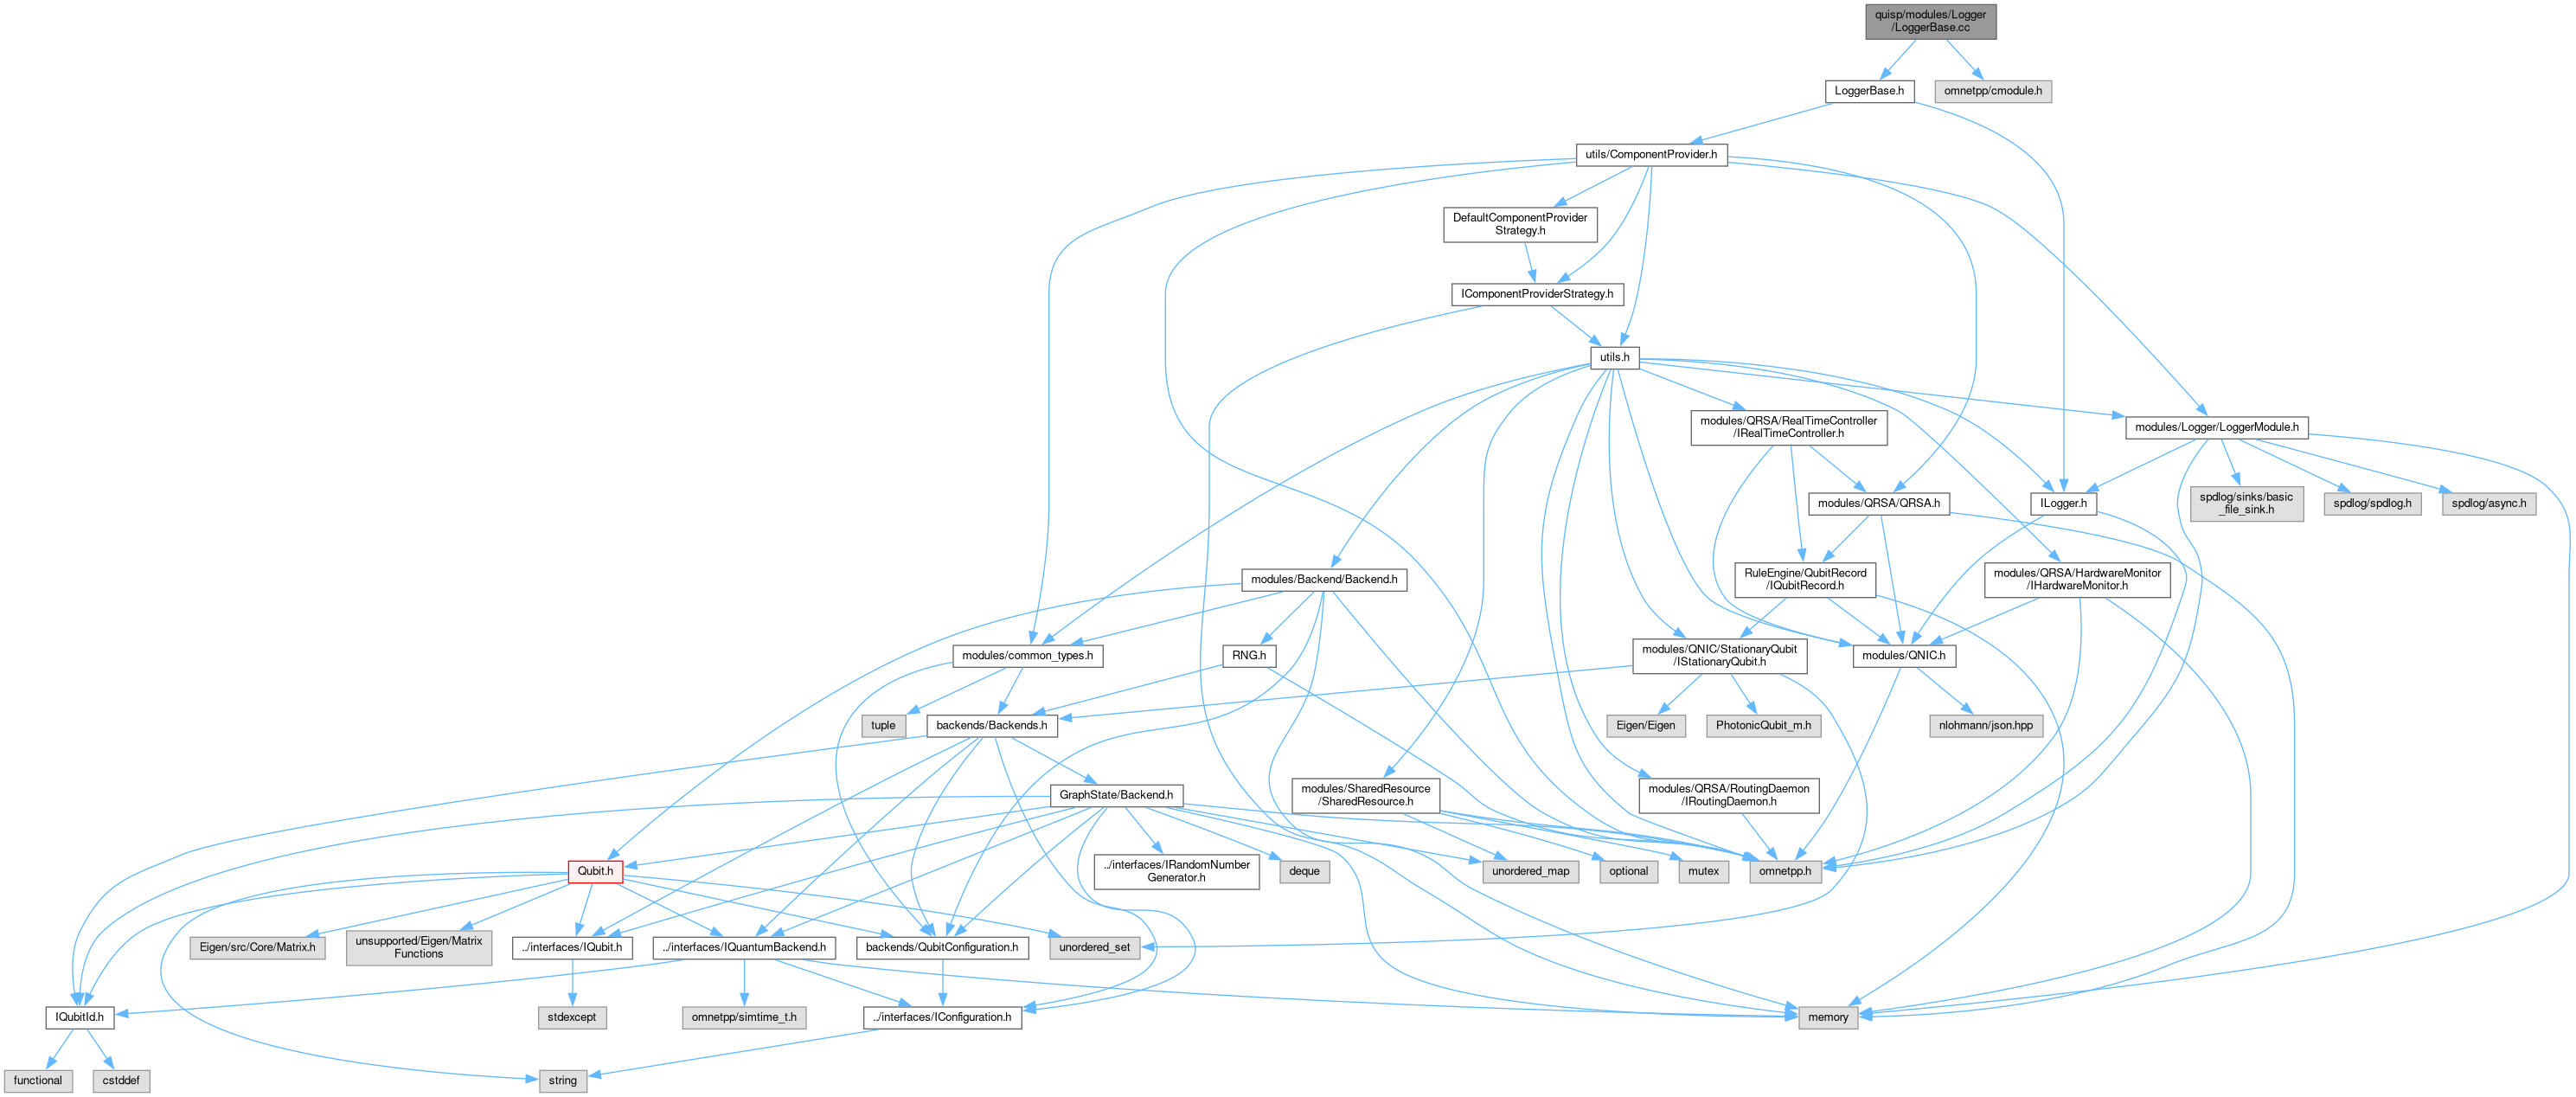 quisp/modules/Logger
/LoggerBase.cc
LoggerBase.h
omnetpp/cmodule.h
utils/ComponentProvider.h
DefaultComponentProvider
Strategy.h
IComponentProviderStrategy.h
utils.h
modules/QRSA/RealTimeController
/IRealTimeController.h
modules/Logger/LoggerModule.h
modules/QRSA/QRSA.h
ILogger.h
spdlog/sinks/basic
_file_sink.h
spdlog/spdlog.h
spdlog/async.h
modules/Backend/Backend.h
RuleEngine/QubitRecord
/IQubitRecord.h
modules/QRSA/HardwareMonitor
/IHardwareMonitor.h
modules/common_types.h
RNG.h
modules/QNIC/StationaryQubit
/IStationaryQubit.h
modules/QNIC.h
tuple
backends/Backends.h
Eigen/Eigen
PhotonicQubit_m.h
nlohmann/json.hpp
GraphState/Backend.h
modules/SharedResource
/SharedResource.h
modules/QRSA/RoutingDaemon
/IRoutingDaemon.h
Qubit.h
../interfaces/IRandomNumber
Generator.h
deque
unordered_map
optional
mutex
omnetpp.h
Eigen/src/Core/Matrix.h
unsupported/Eigen/Matrix
Functions
../interfaces/IQubit.h
../interfaces/IQuantumBackend.h
backends/QubitConfiguration.h
unordered_set
IQubitId.h
stdexcept
omnetpp/simtime_t.h
../interfaces/IConfiguration.h
memory
functional
cstddef
string